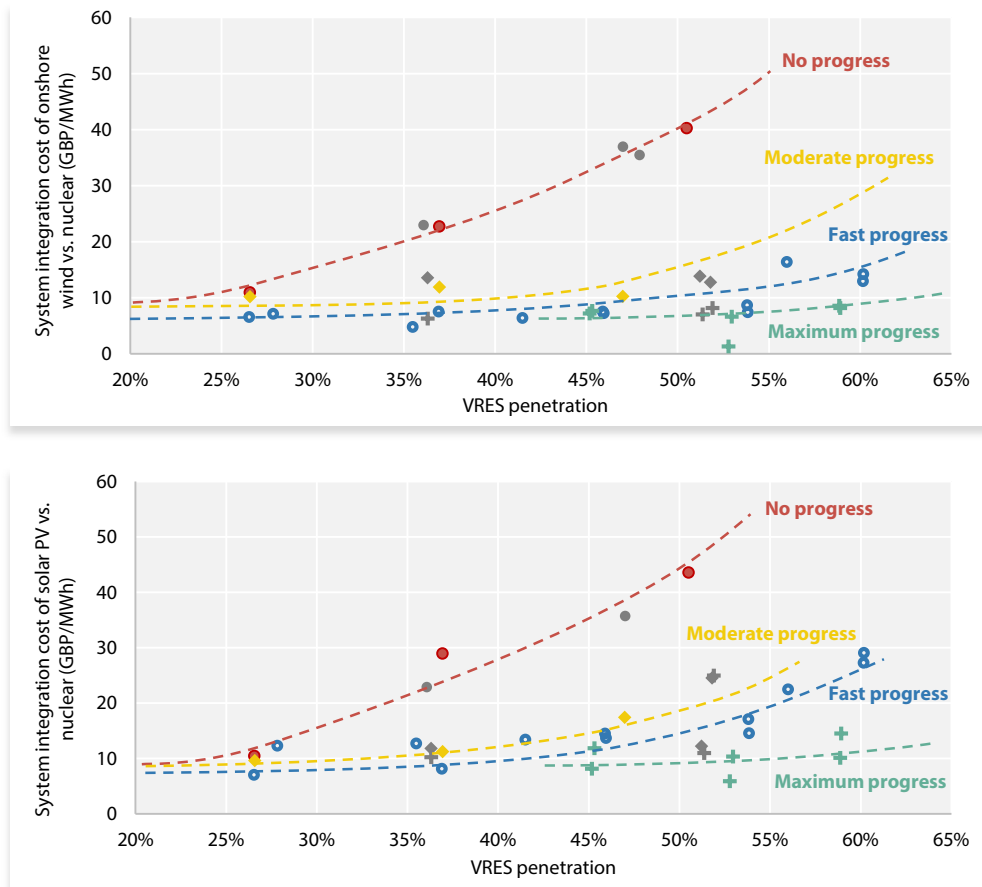 System integration cost of onshore
wind vs. nuclear (GBP/MWh)
60
50
40
30
20
10
0
No progress
Moderate progress
Fast progress
Maximum progress
20%
25%
30%
35%
40%
45%
50%
55%
60%
65%
VRES penetration
System integration cost of solar PV vs.
nuclear (GBP/MWh)
60
50
40
30
20
10
0
No progress
Moderate progress
Fast progress
Maximum progress
20%
25%
30%
35%
40%
45%
50%
55%
60%
65%
VRES penetration